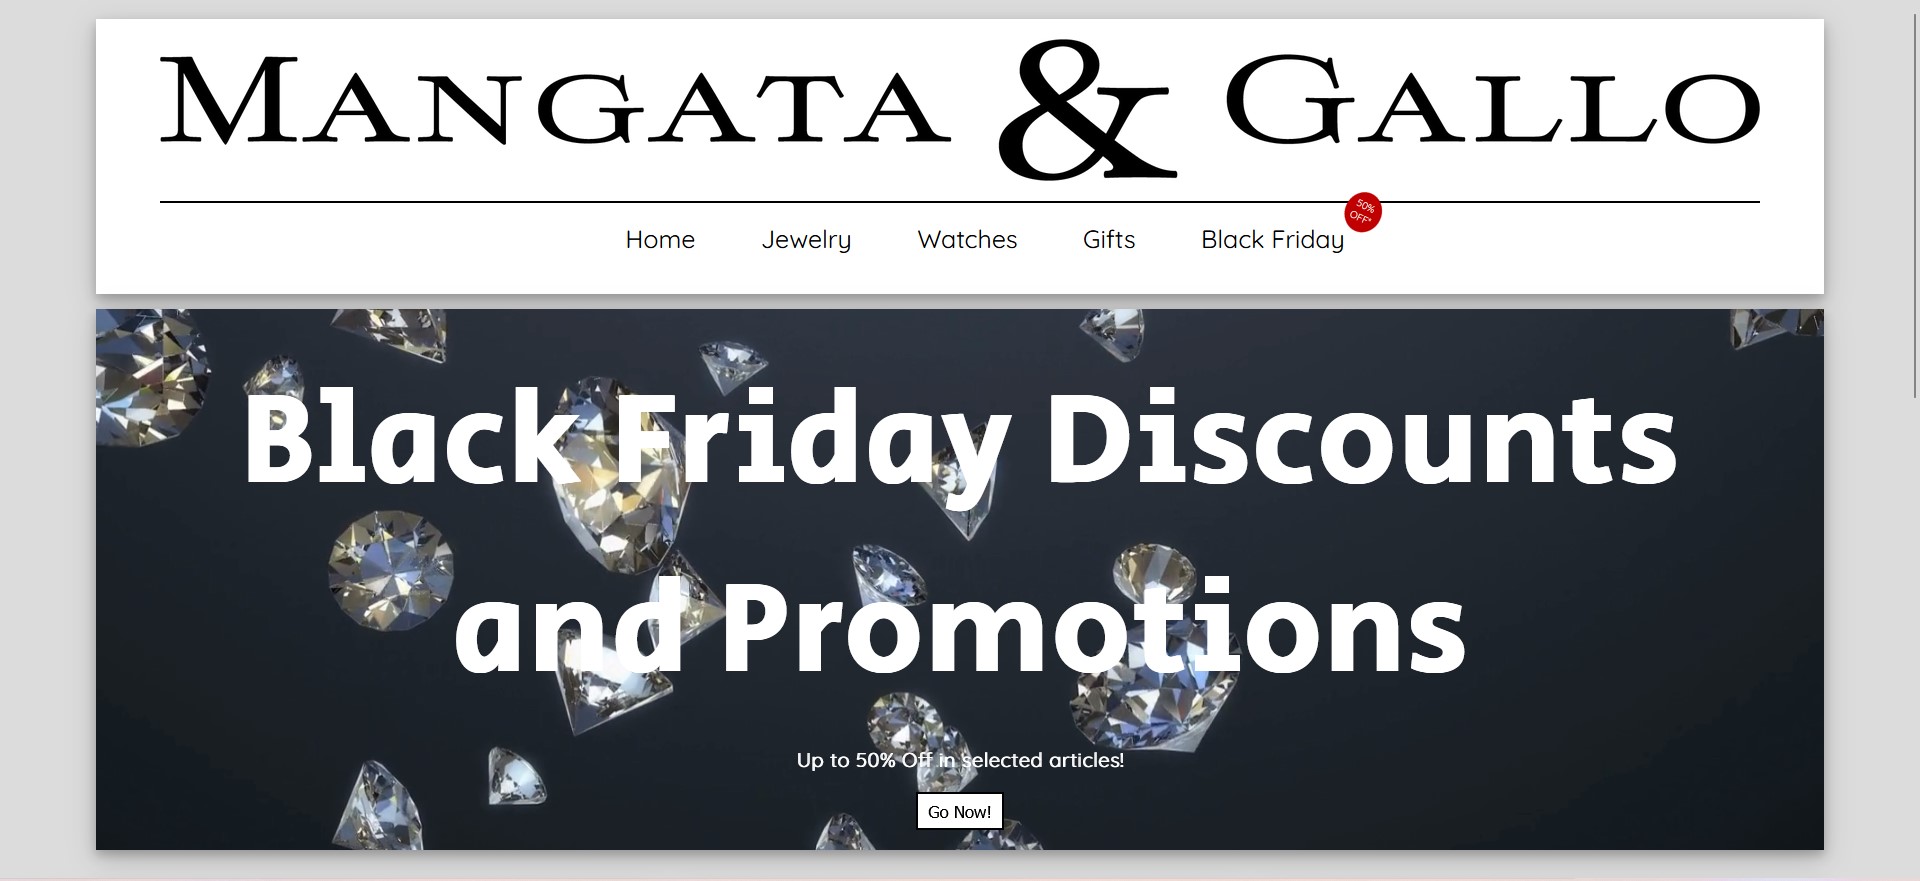 MANGATA & GALLO
Home Jewelry Watches Gifts Black Friday
50%
OFF*
Black Friday Discounts
and Promotions
Up to 50% Off in selected articles!
Go Now!